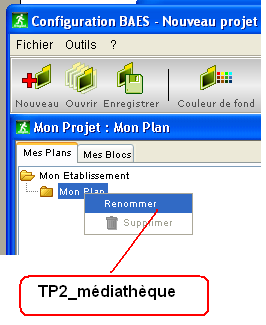 Configuration BAES - Nouveau projet
Fichier Outils ?
Nouveau Ouvrir Enregistrer Couleur de fond
Mon Projet : Mon Plan
Mes Plans Mes Blocs
Mon Etablissement
Mon Plan
Renommer
Supprimer
TP2_médiathèque